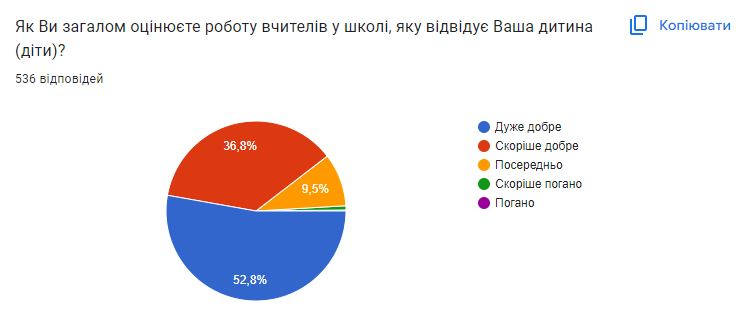 Як Ви загалом оцінюєте роботу вчителів у школі, яку відвідує Ваша дитина
(діти)?
Копіювати
536 відповідей
36,8%
9,5%
52,8%
Дуже добре
Скоріше добре
Посередньо
Скоріше погано
Погано